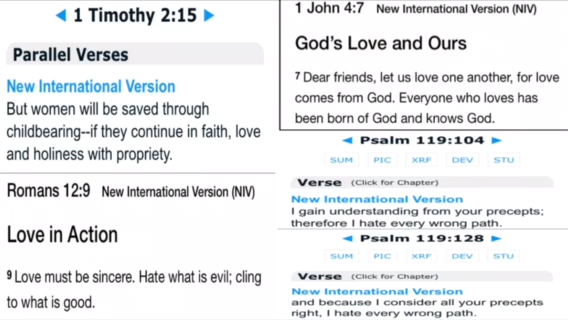 1 Timothy 2:15
Parallel Verses
New International Version
But women will be saved through
childbearing--if they continue in faith, love
and holiness with propriety.
Romans 12:9 New International Version (NIV)
Love in Action
9 Love must be sincere. Hate what is evil; cling
to what is good.
1 John 4:7 New International Version (NIV)
God's Love and Ours
7 Dear friends, let us love one another, for love
comes from God. Everyone who loves has
been born of God and knows God.
Psalm 119:104
SUM PIC XRF DEV STU
Verse (Click for Chapter)
New International Version
I gain understanding from your precepts;
therefore I hate every wrong path.
Psalm 119:128
SUM PIC XRF DEV STU
Verse (Click for Chapter)
New International Version
and because I consider all your precepts
right, I hate every wrong path.